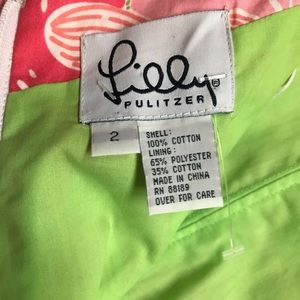 Lilly
PULITZER
2
SHELL:
100% COTTON
LINING:
65% POLYESTER
35% COTTON
MADE IN CHINA
RN 88189
OVER FOR CARE